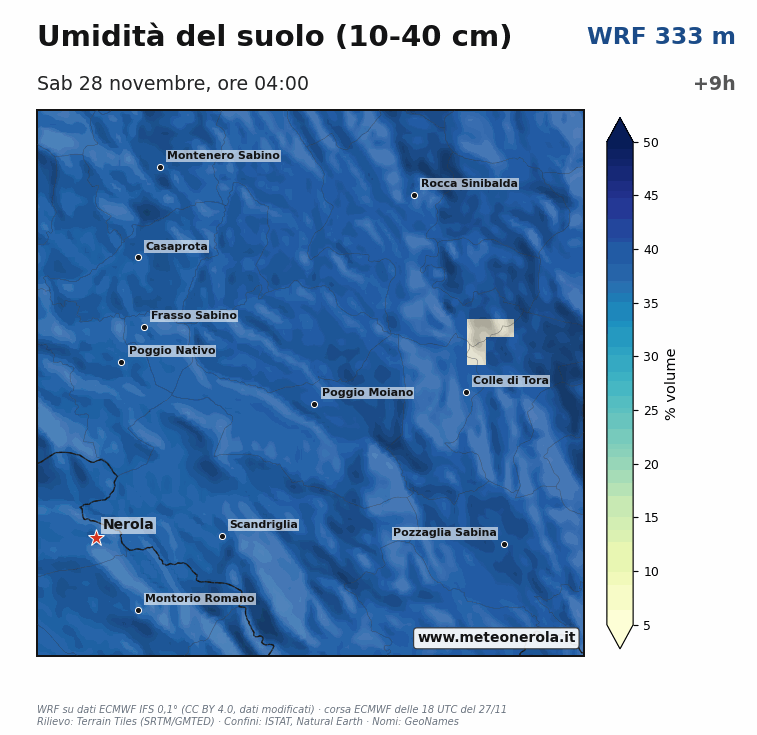 Umidità del suolo (10-40 cm)
WRF 333 m
Sab 28 novembre, ore 04:00
+9h
Montenero Sabino
Rocca Sinibalda
Casaprota
Frasso Sabino
Poggio Nativo
Colle di Tora
Poggio Moiano
Nerola
Scandriglia
Pozzaglia Sabina
Montorio Romano
www.meteonerola.it
50
45
40
35
30
25
20
15
10
5
% volume
WRF su dati ECMWF IFS 0,1° (CC BY 4.0, dati modificati) · corsa ECMWF delle 18 UTC del 27/11
Rilievo: Terrain Tiles (SRTM/GMTED) · Confini: ISTAT, Natural Earth · Nomi: GeoNames